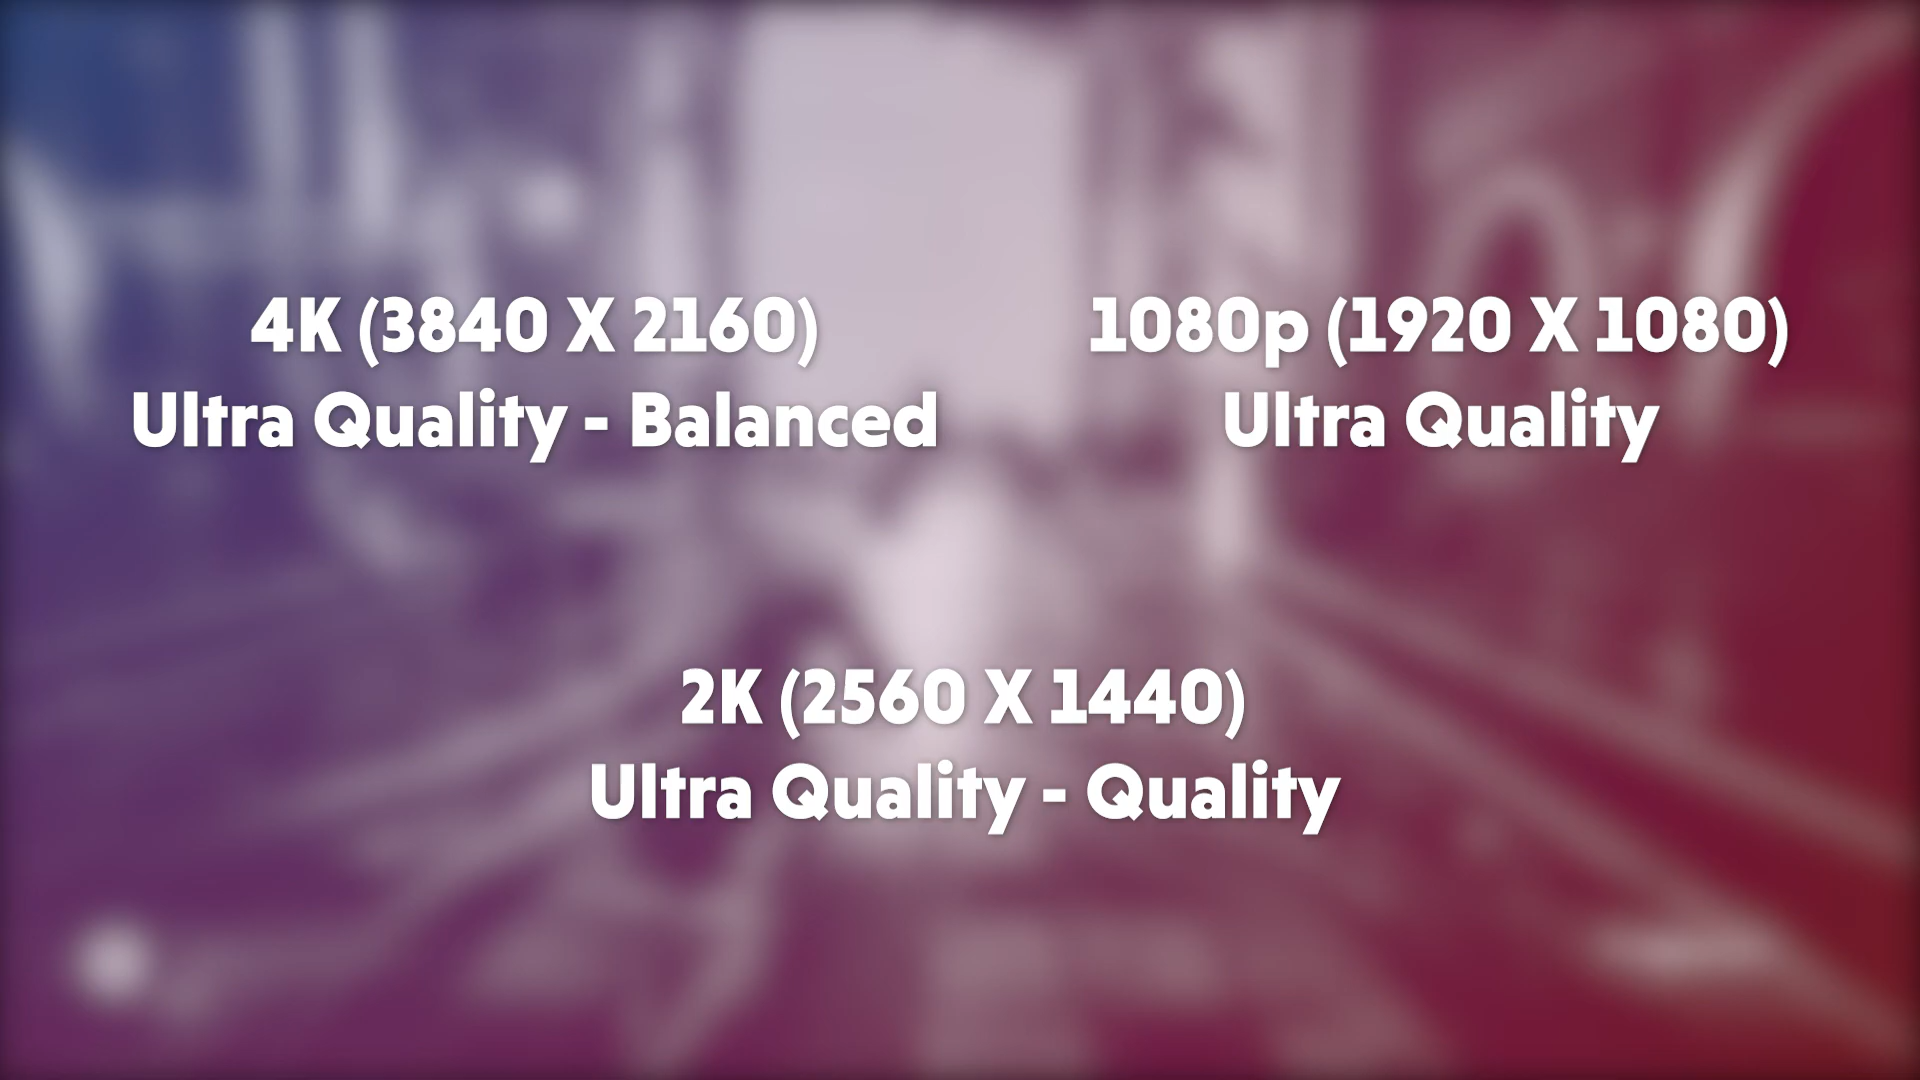 4K (3840 X 2160)
Ultra Quality - Balanced
1080p (1920 X 1080)
Ultra Quality
2K (2560 X 1440)
Ultra Quality - Quality